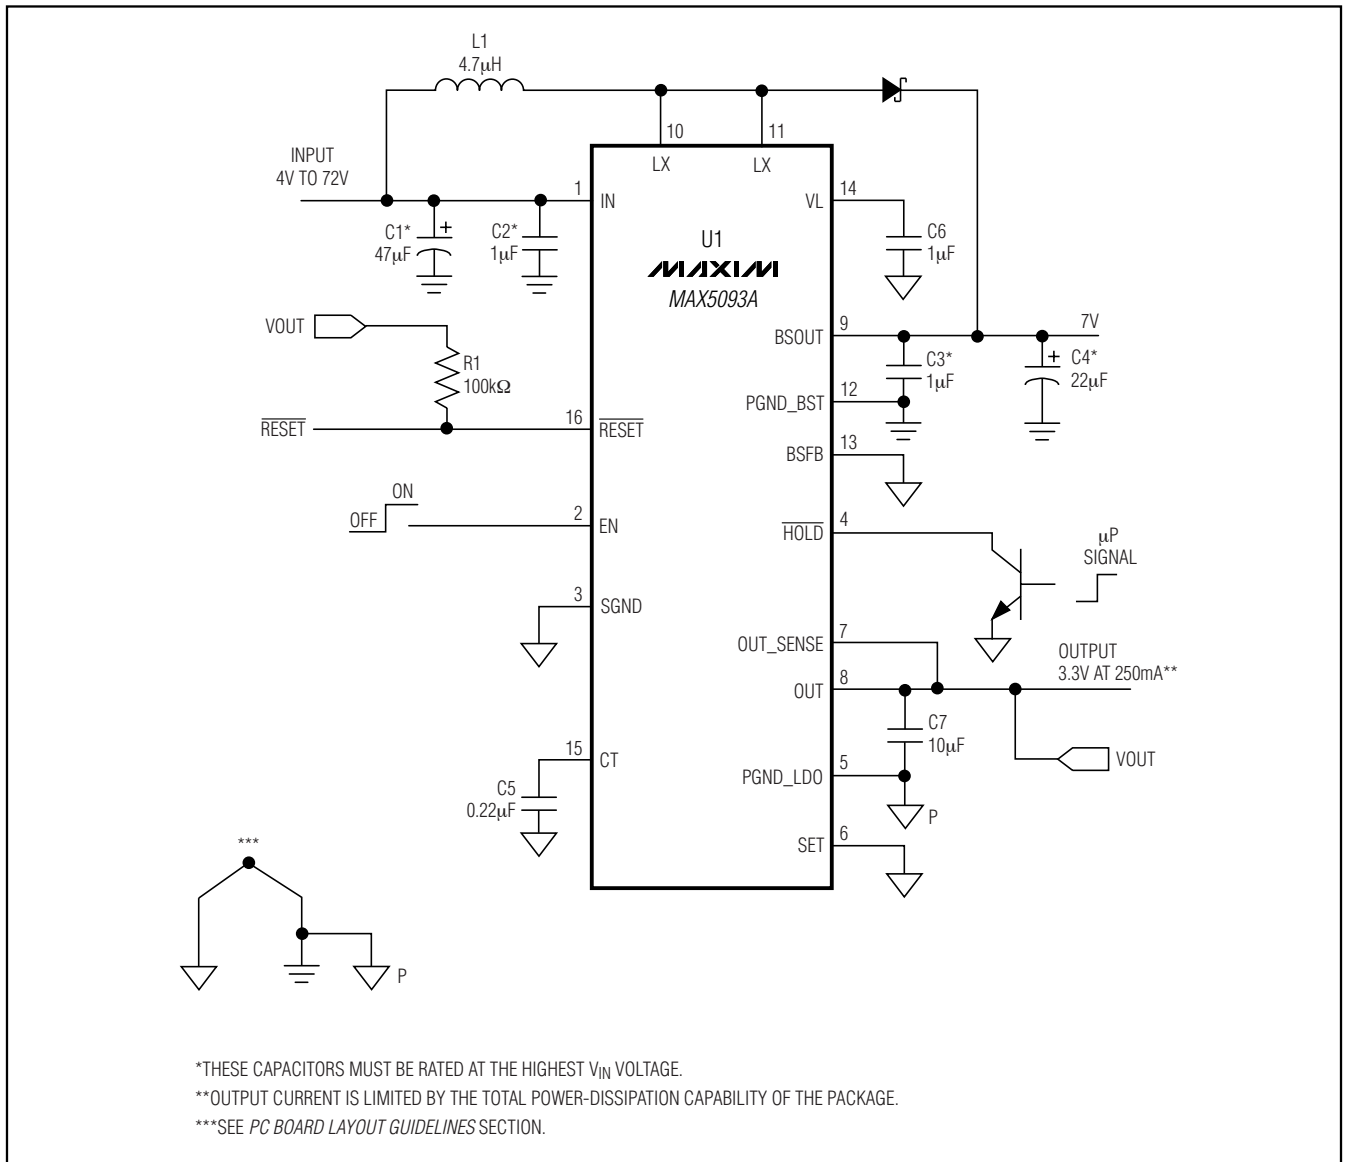 L1
4.7µH
10
11
LX
LX
INPUT
4V TO 72V
1
IN
VL
14
C1*
47µF
+
C2*
1µF
C6
1µF
U1
MAXIM
MAX5093A
VOUT
R1
100kΩ
BSOUT
9
7V
C3*
1µF
+
C4*
22µF
PGND_BST
12
RESET
16
RESET
BSFB
13
ON
OFF
2
EN
HOLD
4
µP
SIGNAL
3
SGND
OUT_SENSE
7
OUTPUT
3.3V AT 250mA**
OUT
8
C7
10µF
VOUT
15
CT
PGND_LDO
5
P
C5
0.22µF
SET
6
***
P
*THESE CAPACITORS MUST BE RATED AT THE HIGHEST VIN VOLTAGE.
**OUTPUT CURRENT IS LIMITED BY THE TOTAL POWER-DISSIPATION CAPABILITY OF THE PACKAGE.
***SEE PC BOARD LAYOUT GUIDELINES SECTION.